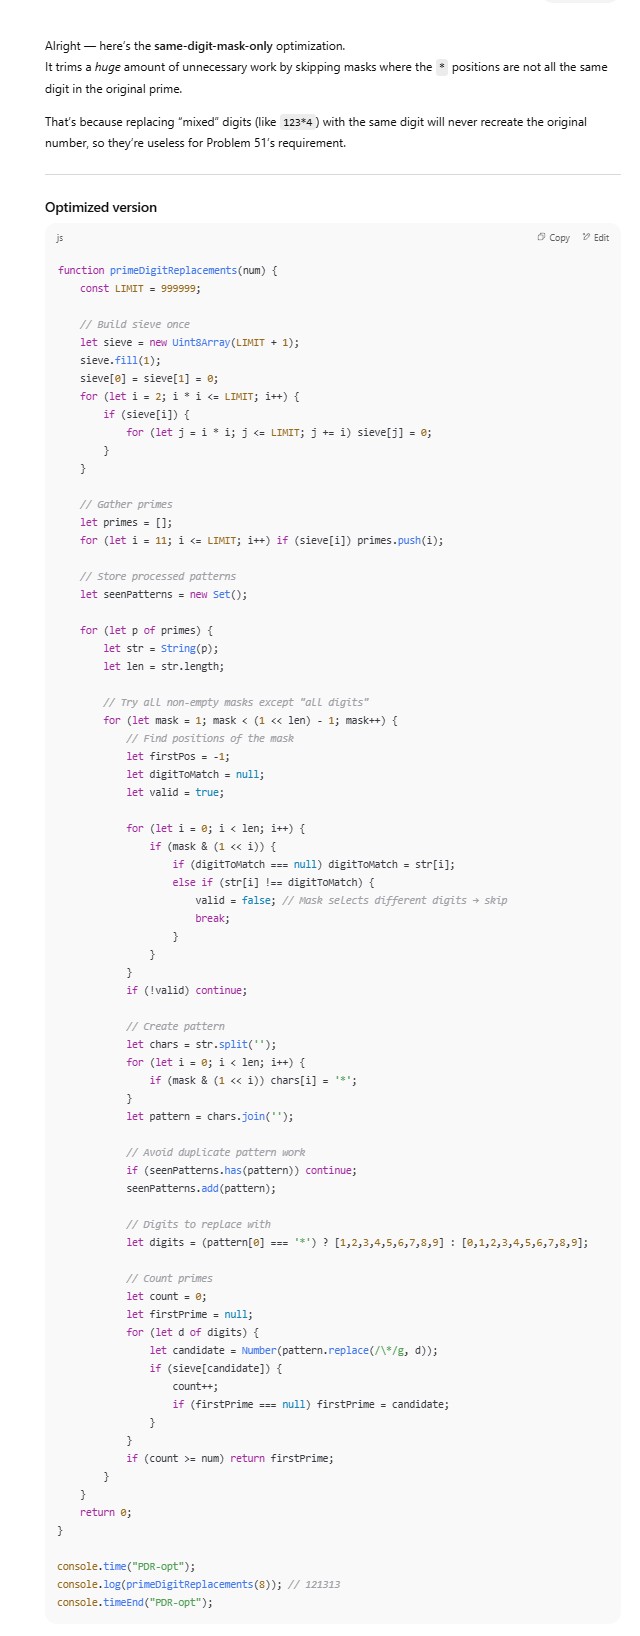 Alright — here's the same-digit-mask-only optimization.
It trims a huge amount of unnecessary work by skipping masks where the * positions are not all the same
digit in the original prime.
That's because replacing “mixed” digits (like 123*4) with the same digit will never recreate the original
number, so they're useless for Problem 51's requirement.
Optimized version
js
Copy Edit
function primeDigitReplacements(num) {
    const LIMIT = 999999;
    // Build sieve once
    let sieve = new Uint8Array(LIMIT + 1);
    sieve.fill(1);
    sieve[0] = sieve[1] = 0;
    for (let i = 2; i * i <= LIMIT; i++) {
        if (sieve[i]) {
            for (let j = i * i; j <= LIMIT; j += i) sieve[j] = 0;
        }
    }
    // Gather primes
    let primes = [];
    for (let i = 11; i <= LIMIT; i++) if (sieve[i]) primes.push(i);
    // Store processed patterns
    let seenPatterns = new Set();
    for (let p of primes) {
        let str = String(p);
        let len = str.length;
        // Try all non-empty masks except "all digits"
        for (let mask = 1; mask < (1 << len) - 1; mask++) {
            // Find positions of the mask
            let firstPos = -1;
            let digitToMatch = null;
            let valid = true;
            for (let i = 0; i < len; i++) {
                if (mask & (1 << i)) {
                    if (digitToMatch === null) digitToMatch = str[i];
                    else if (str[i] !== digitToMatch) {
                        valid = false; // Mask selects different digits → skip
                        break;
                    }
                }
            }
            if (!valid) continue;
            // Create pattern
            let chars = str.split('');
            for (let i = 0; i < len; i++) {
                if (mask & (1 << i)) chars[i] = '*';
            }
            let pattern = chars.join('');
            // Avoid duplicate pattern work
            if (seenPatterns.has(pattern)) continue;
            seenPatterns.add(pattern);
            // Digits to replace with
            let digits = (pattern[0] === '*') ? [1,2,3,4,5,6,7,8,9] : [0,1,2,3,4,5,6,7,8,9];
            // Count primes
            let count = 0;
            let firstPrime = null;
            for (let d of digits) {
                let candidate = Number(pattern.replace(/\*/g, d));
                if (sieve[candidate]) {
                    count++;
                    if (firstPrime === null) firstPrime = candidate;
                }
            }
            if (count >= num) return firstPrime;
        }
    }
    return 0;
}
console.time("PDR-opt");
console.log(primeDigitReplacements(8)); // 121313
console.timeEnd("PDR-opt");